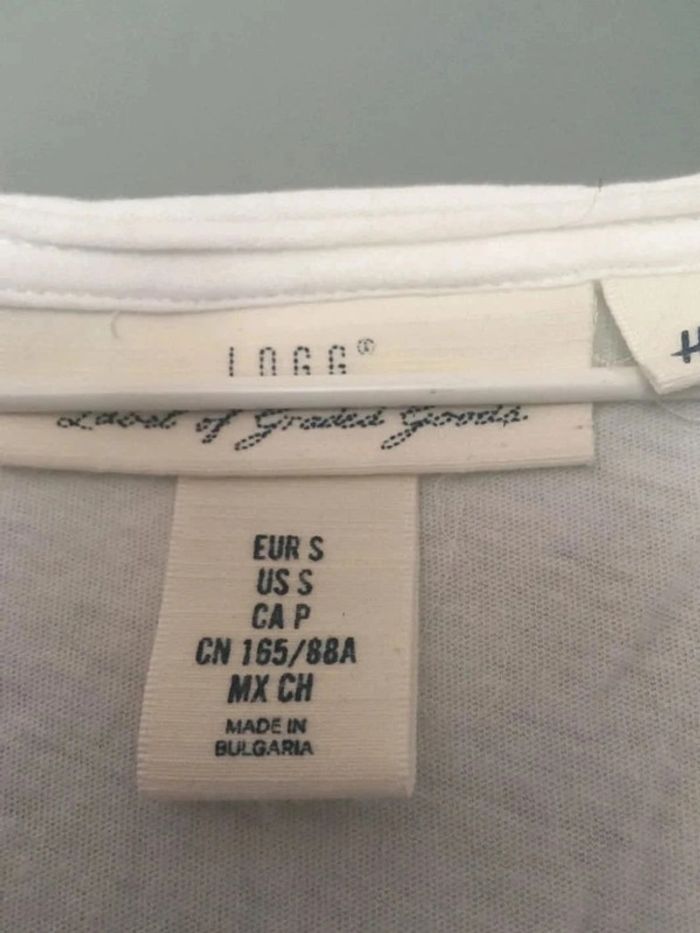 LOGG®
Label of Graded Goods.
H
EUR S
US S
CA P
CN 165/88A
MX CH
MADE IN
BULGARIA